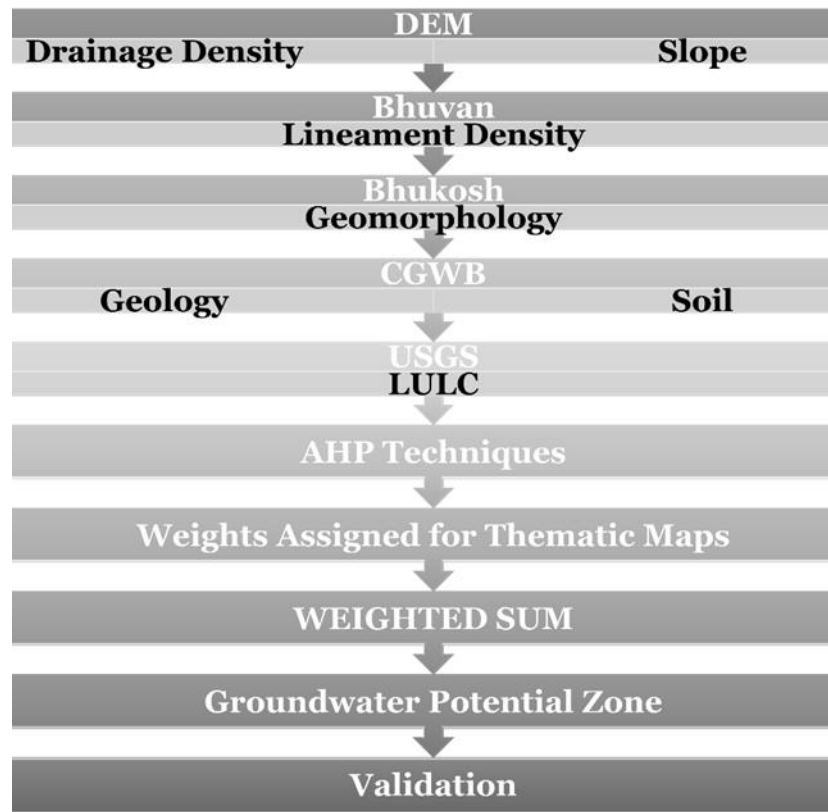 DEM
Drainage Density Slope
Bhuvan
Lineament Density
Bhukosh
Geomorphology
CGWB
Geology Soil
USGS
LULC
AHP Techniques
Weights Assigned for Thematic Maps
WEIGHTED SUM
Groundwater Potential Zone
Validation